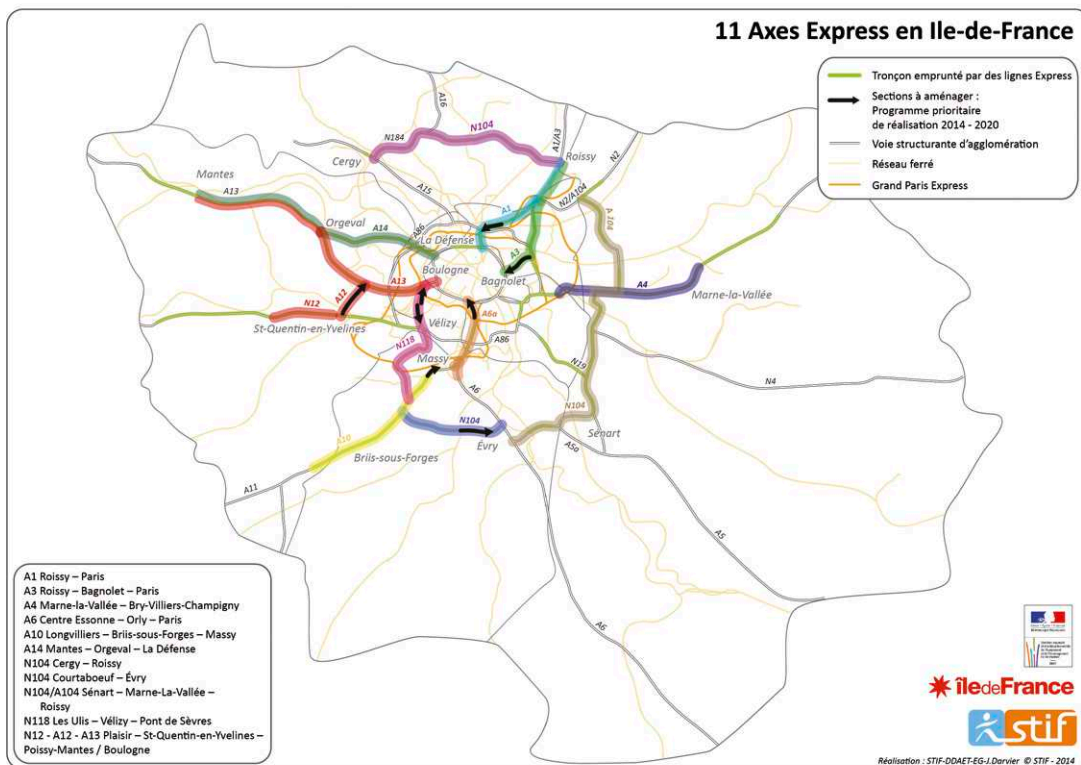 11 Axes Express en Ile-de-France
Tronçon emprunté par des lignes Express
Sections à aménager :
Programme prioritaire
de réalisation 2014 - 2020
Voie structurante d'agglomération
Réseau ferré
Grand Paris Express
A16
N184
N104
Cergy
A1/A3
Roissy
N2
A15
N2/A104
Mantes
A13
Orgeval
A14
A86
La Défense
A1
A 104
A3
Boulogne
Bagnolet
A13
A12
N12
St-Quentin-en-Yvelines
Vélizy
A6a
A4
Marne-la-Vallée
N118
Massy
A86
N19
N4
A6
N104
N104
Évry
Sénart
A10
Briis-sous-Forges
A5a
A11
A5
A6
A1 Roissy – Paris
A3 Roissy – Bagnolet – Paris
A4 Marne-la-Vallée – Bry-Villiers-Champigny
A6 Centre Essonne – Orly – Paris
A10 Longvilliers – Briis-sous-Forges – Massy
A14 Mantes – Orgeval – La Défense
N104 Cergy – Roissy
N104 Courtaboeuf – Évry
N104/A104 Sénart – Marne-La-Vallée –
Roissy
N118 Les Ulis – Vélizy – Pont de Sèvres
N12 - A12 - A13 Plaisir – St-Quentin-en-Yvelines –
Poissy-Mantes / Boulogne
îledeFrance
stif
Réalisation : STIF-DDAET-EG-J.Darvier © STIF - 2014